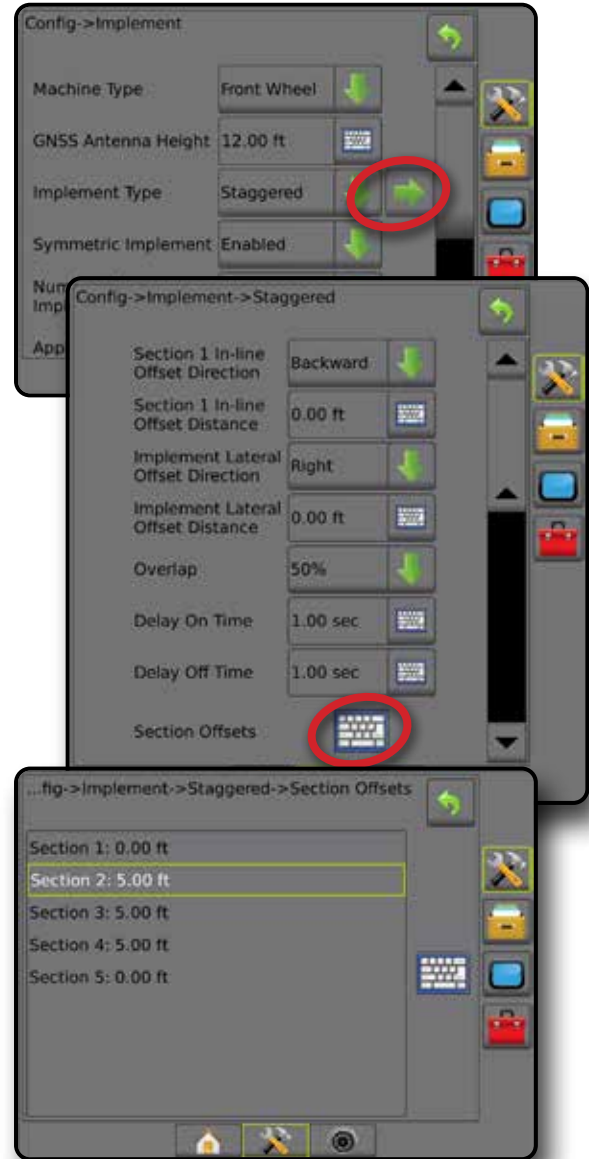 Config->Implement
Machine Type Front Wheel
GNSS Antenna Height 12.00 ft
Implement Type Staggered
Symmetric Implement Enabled
Num
Imp
App
Config->Implement->Staggered
Section 1 In-line
Offset Direction
Backward
Section 1 In-line
Offset Distance
0.00 ft
Implement Lateral
Offset Direction
Right
Implement Lateral
Offset Distance
0.00 ft
Overlap 50%
Delay On Time 1.00 sec
Delay Off Time 1.00 sec
Section Offsets
...fig->Implement->Staggered->Section Offsets
Section 1: 0.00 ft
Section 2: 5.00 ft
Section 3: 5.00 ft
Section 4: 5.00 ft
Section 5: 0.00 ft